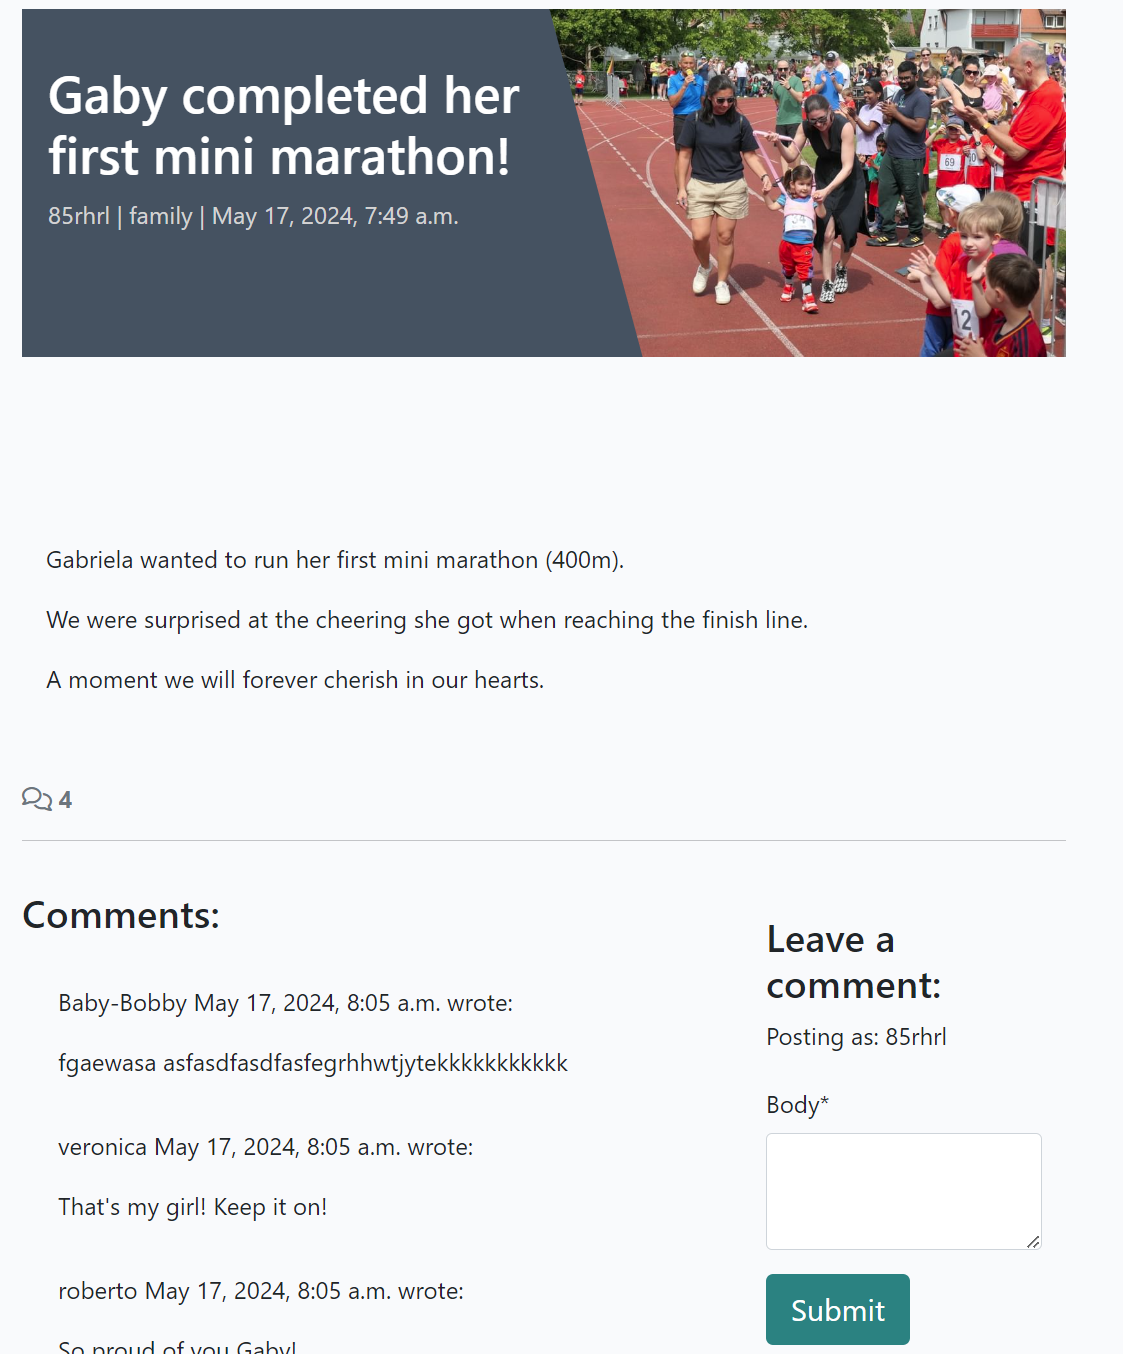 Gaby completed her
first mini marathon!
85rhrl | family | May 17, 2024, 7:49 a.m.
69
12
Gabriela wanted to run her first mini marathon (400m).
We were surprised at the cheering she got when reaching the finish line.
A moment we will forever cherish in our hearts.
4
Comments:
Baby-Bobby May 17, 2024, 8:05 a.m. wrote:
fgaewasa asfasdfasdfasfegrhhwtjytekkkkkkkkkkk
veronica May 17, 2024, 8:05 a.m. wrote:
That's my girl! Keep it on!
roberto May 17, 2024, 8:05 a.m. wrote:
So proud of you Gaby!
Leave a
comment:
Posting as: 85rhrl
Body*
Submit